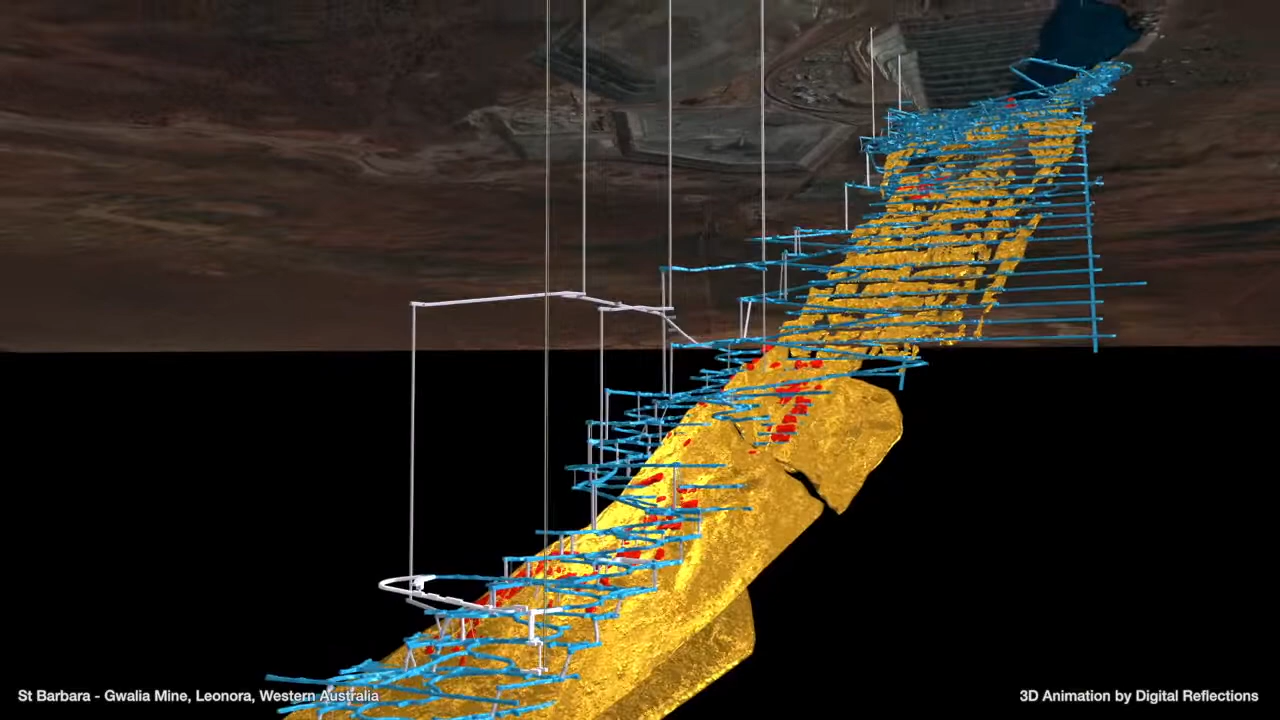 St Barbara - Gwalia Mine, Leonora, Western Australia
3D Animation by Digital Reflections